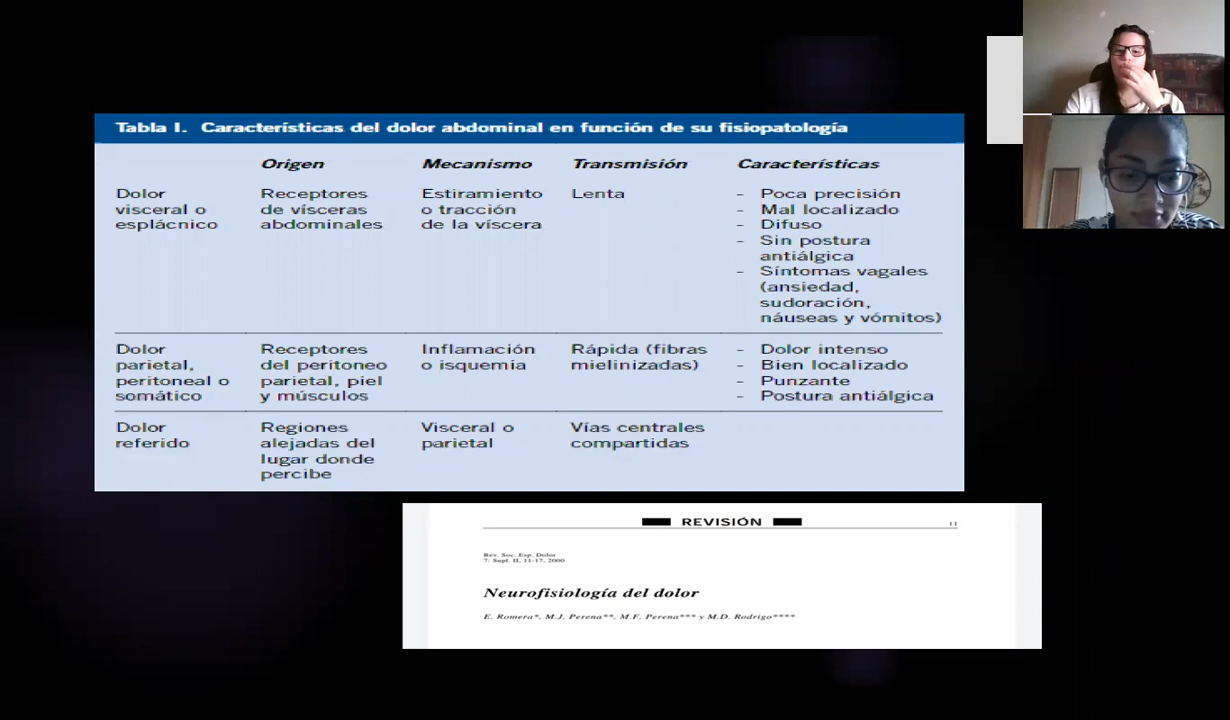 Tabla I. Características del dolor abdominal en función de su fisiopatología
Origen Mecanismo Transmisión Características
Dolor Receptores Estiramiento Lenta - Poca precisión
visceral o de vísceras o tracción - Mal localizado
esplácnico abdominales de la víscera - Difuso
- Sin postura
antiálgica
- Síntomas vagales
(ansiedad,
sudoración,
náuseas y vómitos)
Dolor Receptores Inflamación Rápida (fibras - Dolor intenso
parietal, del peritoneo o isquemia mielinizadas) - Bien localizado
peritoneal o parietal, piel - Punzante
somático y músculos - Postura antiálgica
Dolor Regiones Visceral o Vías centrales
referido alejadas del parietal compartidas
lugar donde
percibe
REVISIÓN 11
Rev. Soc. Esp. Dolor
7: Supl. II, 11-17, 2000
Neurofisiología del dolor
E. Romera*, M.J. Perena**, M.F. Perena*** y M.D. Rodrigo****